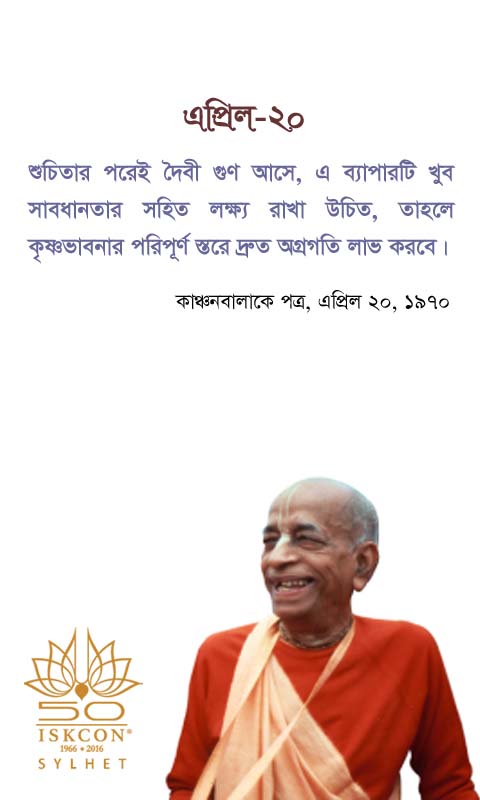 এপ্রিল-২০
শুচিতার পরেই দৈবী গুণ আসে, এ ব্যাপারটি খুব
সাবধানতার সহিত লক্ষ্য রাখা উচিত, তাহলে
কৃষ্ণভাবনার পরিপূর্ণ স্তরে দ্রুত অগ্রগতি লাভ করবে।
কাঞ্চনবালাকে পত্র, এপ্রিল ২০, ১৯৭০
50
ISKCON®
1966 • 2016
SYLHET